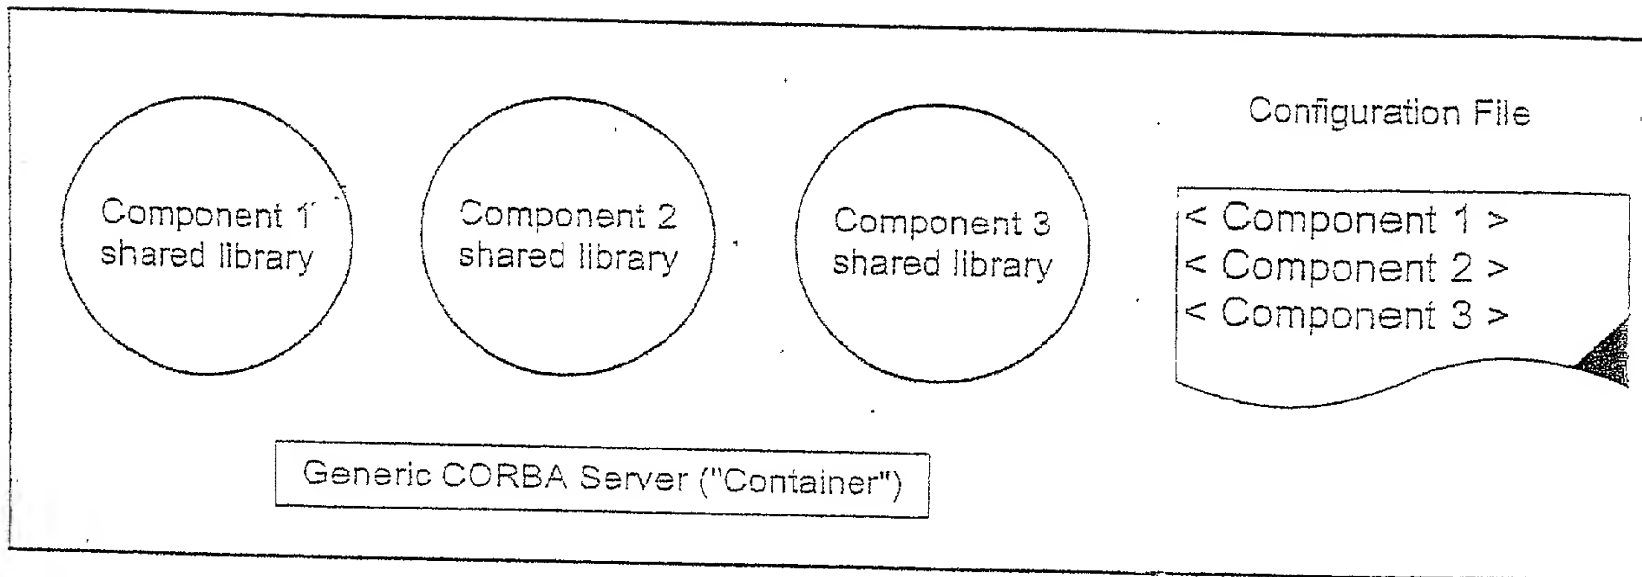 Component 1
shared library
Component 2
shared library
Component 3
shared library
Configuration File
< Component 1 >
< Component 2 >
< Component 3 >
Generic CORBA Server ("Container")